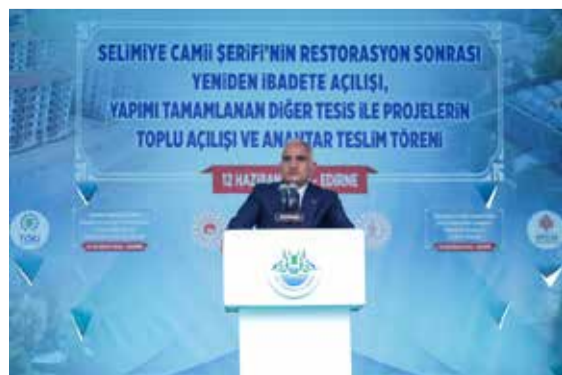 SELİMİYE CAMİİ ŞERİFİ'NİN RESTORASYON SONRASI
YENİDEN İBADETE AÇILIŞI,
YAPIMI TAMAMLANAN DİĞER TESİS İLE PROJELERİN
TOPLU AÇILIŞI VE ANAHTAR TESLİM TÖRENİ
12 HAZİRAN - EDİRNE
TOKİ